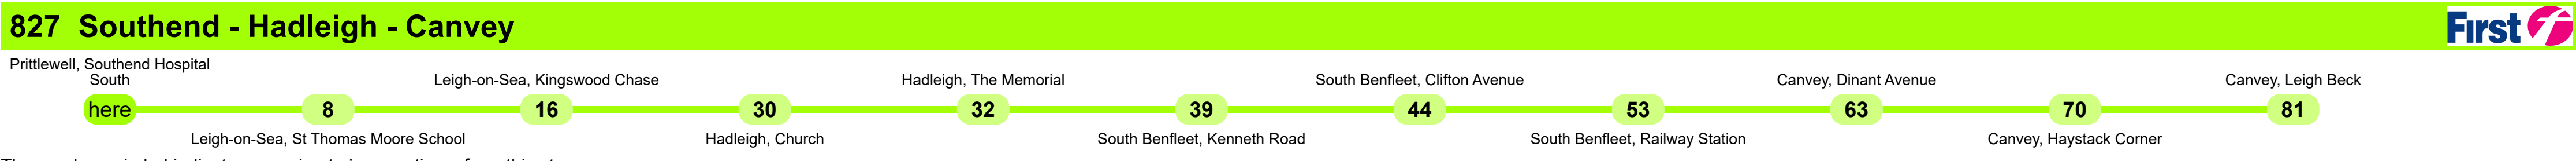 827 Southend - Hadleigh - Canvey
First
Prittlewell, Southend Hospital
South
Leigh-on-Sea, Kingswood Chase
Hadleigh, The Memorial
South Benfleet, Clifton Avenue
Canvey, Dinant Avenue
Canvey, Leigh Beck
here 8 16 30 32 39 44 53 63 70 81
Leigh-on-Sea, St Thomas Moore School
Hadleigh, Church
South Benfleet, Kenneth Road
South Benfleet, Railway Station
Canvey, Haystack Corner